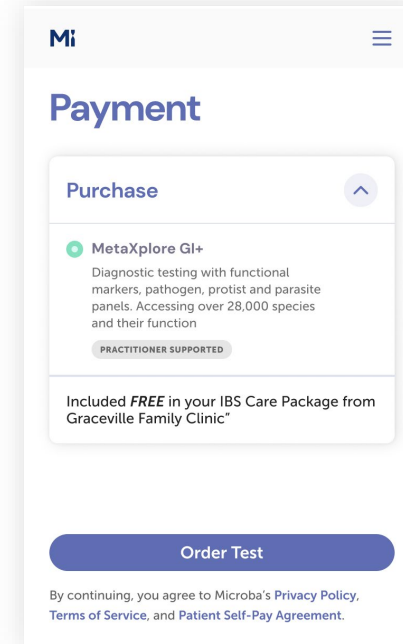 Mi
Payment
Purchase
MetaXplore GI+
Diagnostic testing with functional
markers, pathogen, protist and parasite
panels. Accessing over 28,000 species
and their function
PRACTITIONER SUPPORTED
Included FREE in your IBS Care Package from
Graceville Family Clinic”
Order Test
By continuing, you agree to Microba’s Privacy Policy,
Terms of Service, and Patient Self-Pay Agreement.